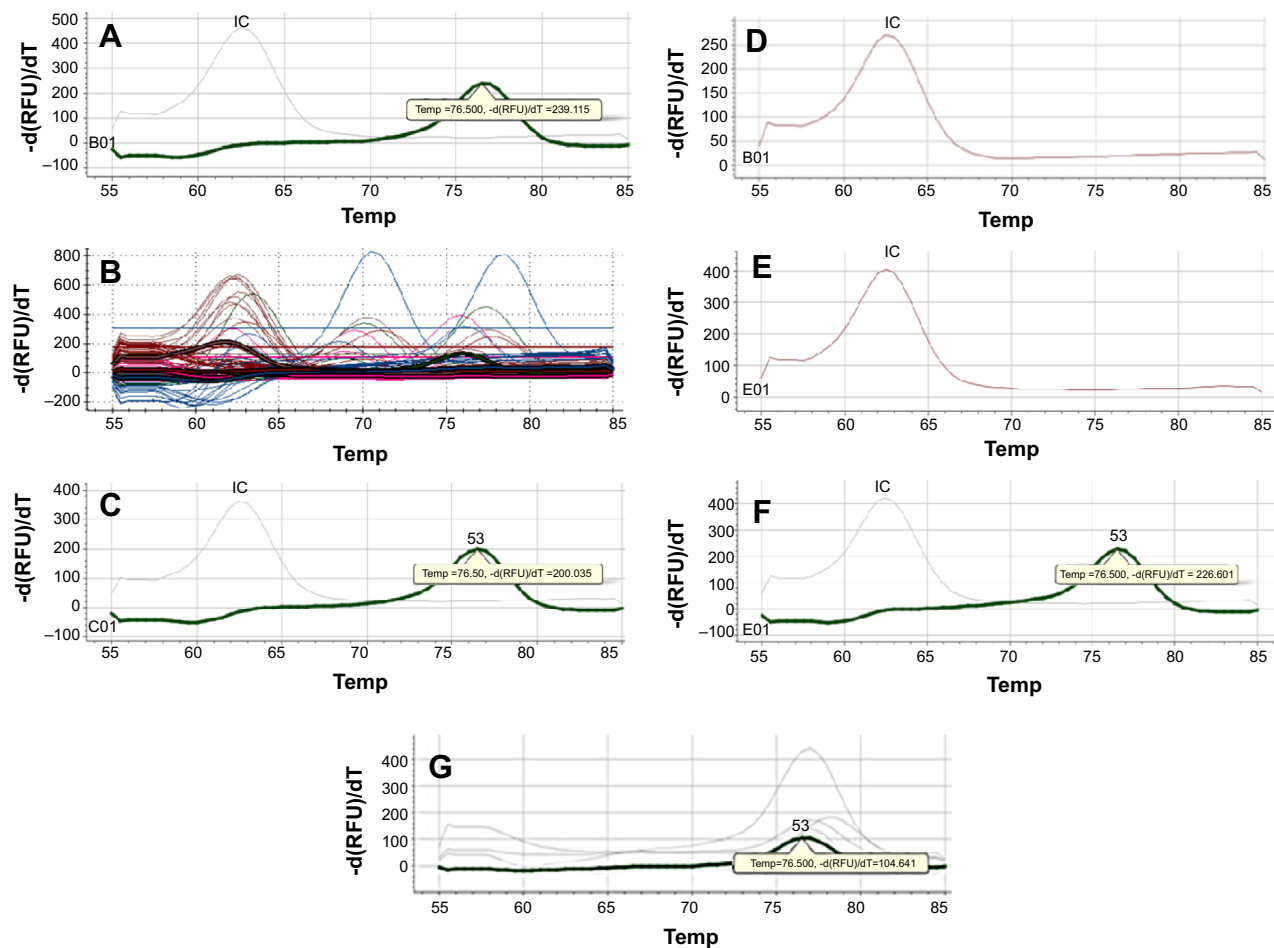 A
-d(RFU)/dT
500
400
300
200
100
0
–100
IC
B01
Temp =76.500, -d(RFU)/dT =239.115
55 60 65 70 75 80 85
Temp
D
-d(RFU)/dT
250
200
150
100
50
0
IC
B01
55 60 65 70 75 80 85
Temp
B
-d(RFU)/dT
800
600
400
200
0
–200
55 60 65 70 75 80 85
Temp
E
-d(RFU)/dT
400
300
200
100
0
IC
E01
55 60 65 70 75 80 85
Temp
C
-d(RFU)/dT
400
300
200
100
0
–100
IC
53
C01
Temp =76.50, -d(RFU)/dT =200.035
55 60 65 70 75 80 85
Temp
F
-d(RFU)/dT
400
300
200
100
0
–100
IC
53
E01
Temp =76.500, -d(RFU)/dT = 226.601
55 60 65 70 75 80 85
Temp
G
-d(RFU)/dT
400
300
200
100
0
53
Temp=76.500, -d(RFU)/dT=104.641
55 60 65 70 75 80 85
Temp